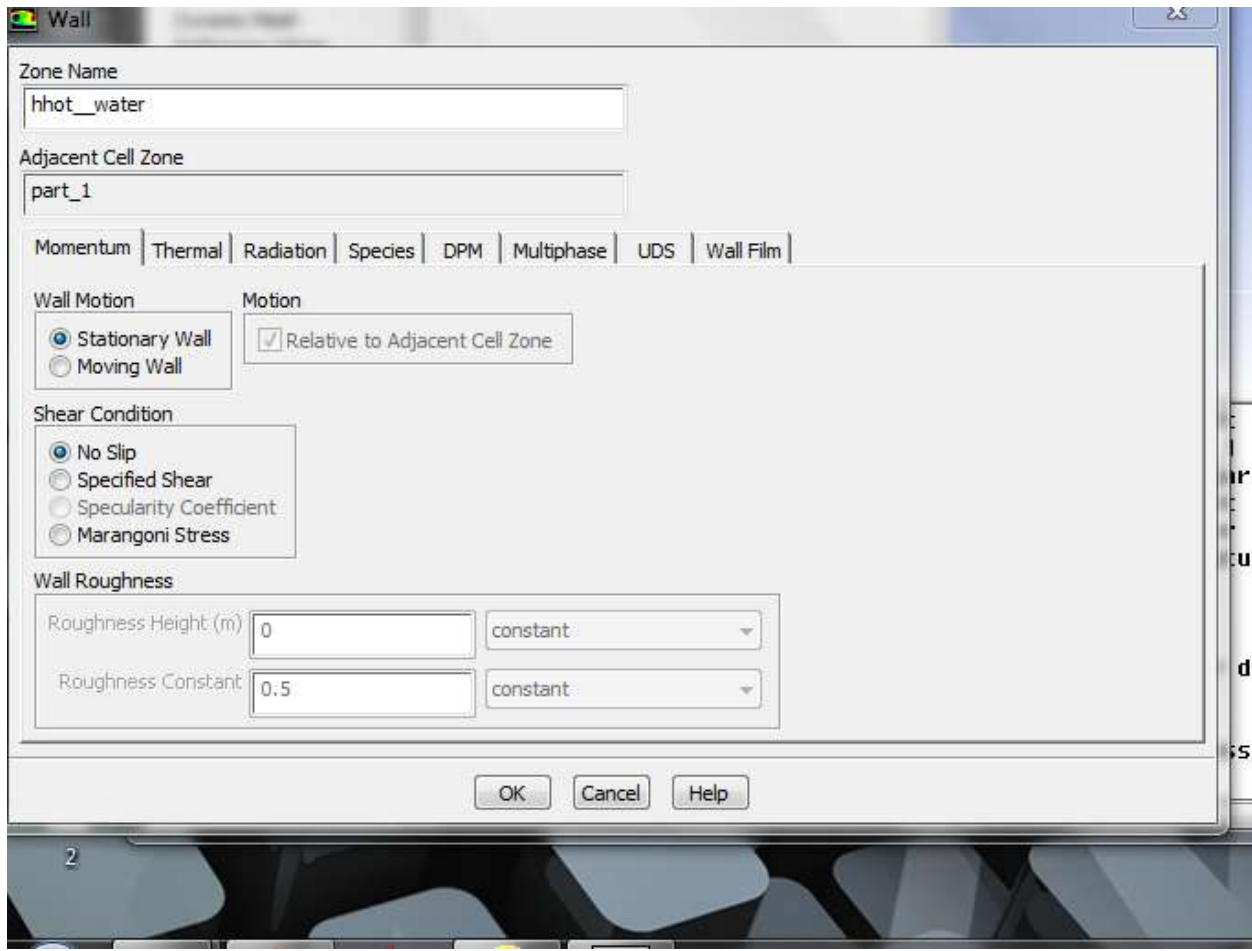 Wall
Zone Name
hhot__water
Adjacent Cell Zone
part_1
Momentum Thermal Radiation Species DPM Multiphase UDS Wall Film
Wall Motion Motion
Stationary Wall Relative to Adjacent Cell Zone
Moving Wall
Shear Condition
No Slip
Specified Shear
Specularity Coefficient
Marangoni Stress
Wall Roughness
Roughness Height (m) 0 constant
Roughness Constant 0.5 constant
OK Cancel Help
2